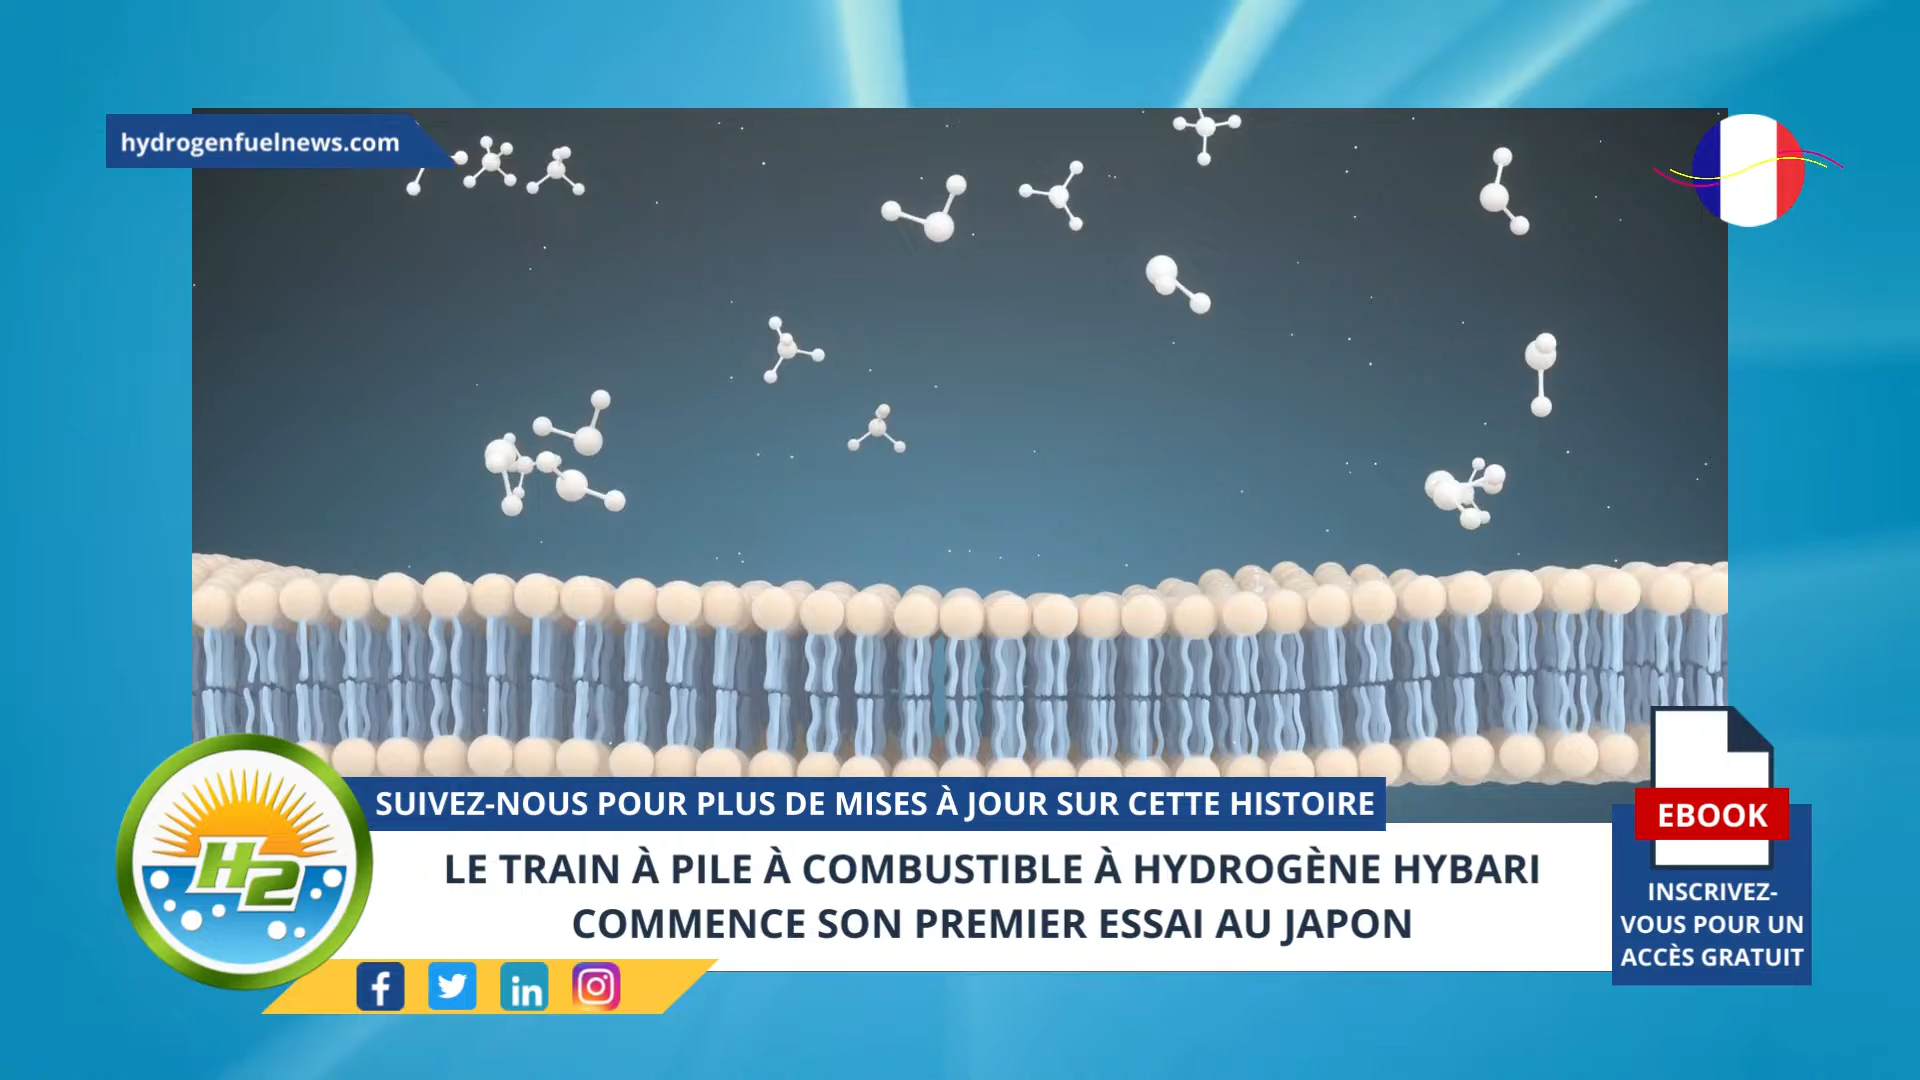 hydrogenfuelnews.com
SUIVEZ-NOUS POUR PLUS DE MISES À JOUR SUR CETTE HISTOIRE
LE TRAIN À PILE À COMBUSTIBLE À HYDROGÈNE HYBARI
COMMENCE SON PREMIER ESSAI AU JAPON
H2
EBOOK
INSCRIVEZ-
VOUS POUR UN
ACCÈS GRATUIT
f
in